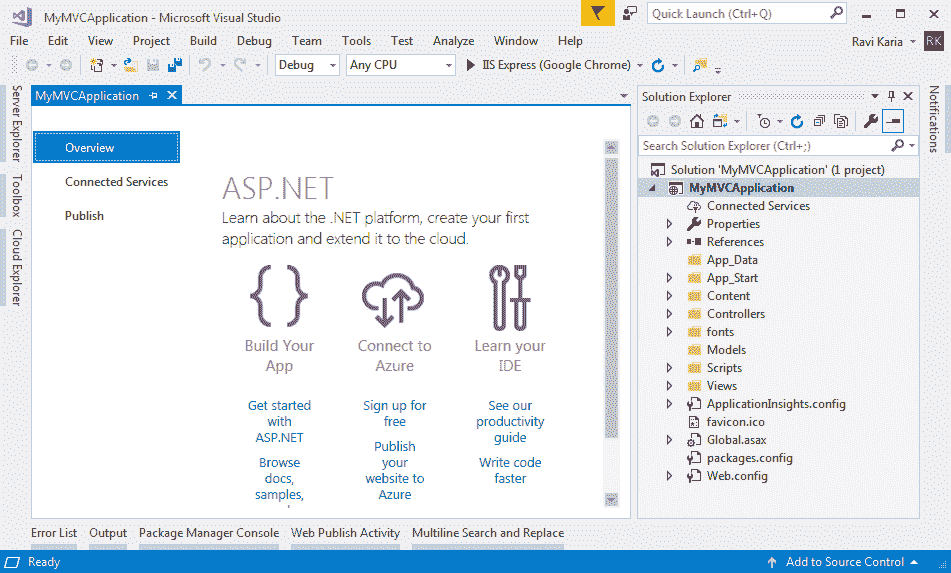 MyMVCApplication - Microsoft Visual Studio
Quick Launch (Ctrl+Q)
File Edit View Project Build Debug Team Tools Test Analyze Window Help
Ravi Karia RK
Debug Any CPU IIS Express (Google Chrome)
Server Explorer
Toolbox
Cloud Explorer
MyMVCApplication
Overview
Connected Services
Publish
ASP.NET
Learn about the .NET platform, create your first
application and extend it to the cloud.
Build Your
App
Get started
with
ASP.NET
Browse
docs,
samples,
Connect to
Azure
Sign up for
free
Publish
your
website to
Azure
Learn your
IDE
See our
productivity
guide
Write code
faster
Solution Explorer
Search Solution Explorer (Ctrl+;)
Solution 'MyMVCApplication' (1 project)
MyMVCApplication
Connected Services
Properties
References
App_Data
App_Start
Content
Controllers
fonts
Models
Scripts
Views
ApplicationInsights.config
favicon.ico
Global.asax
packages.config
Web.config
Notifications
Error List Output Package Manager Console Web Publish Activity Multiline Search and Replace
Ready
Add to Source Control